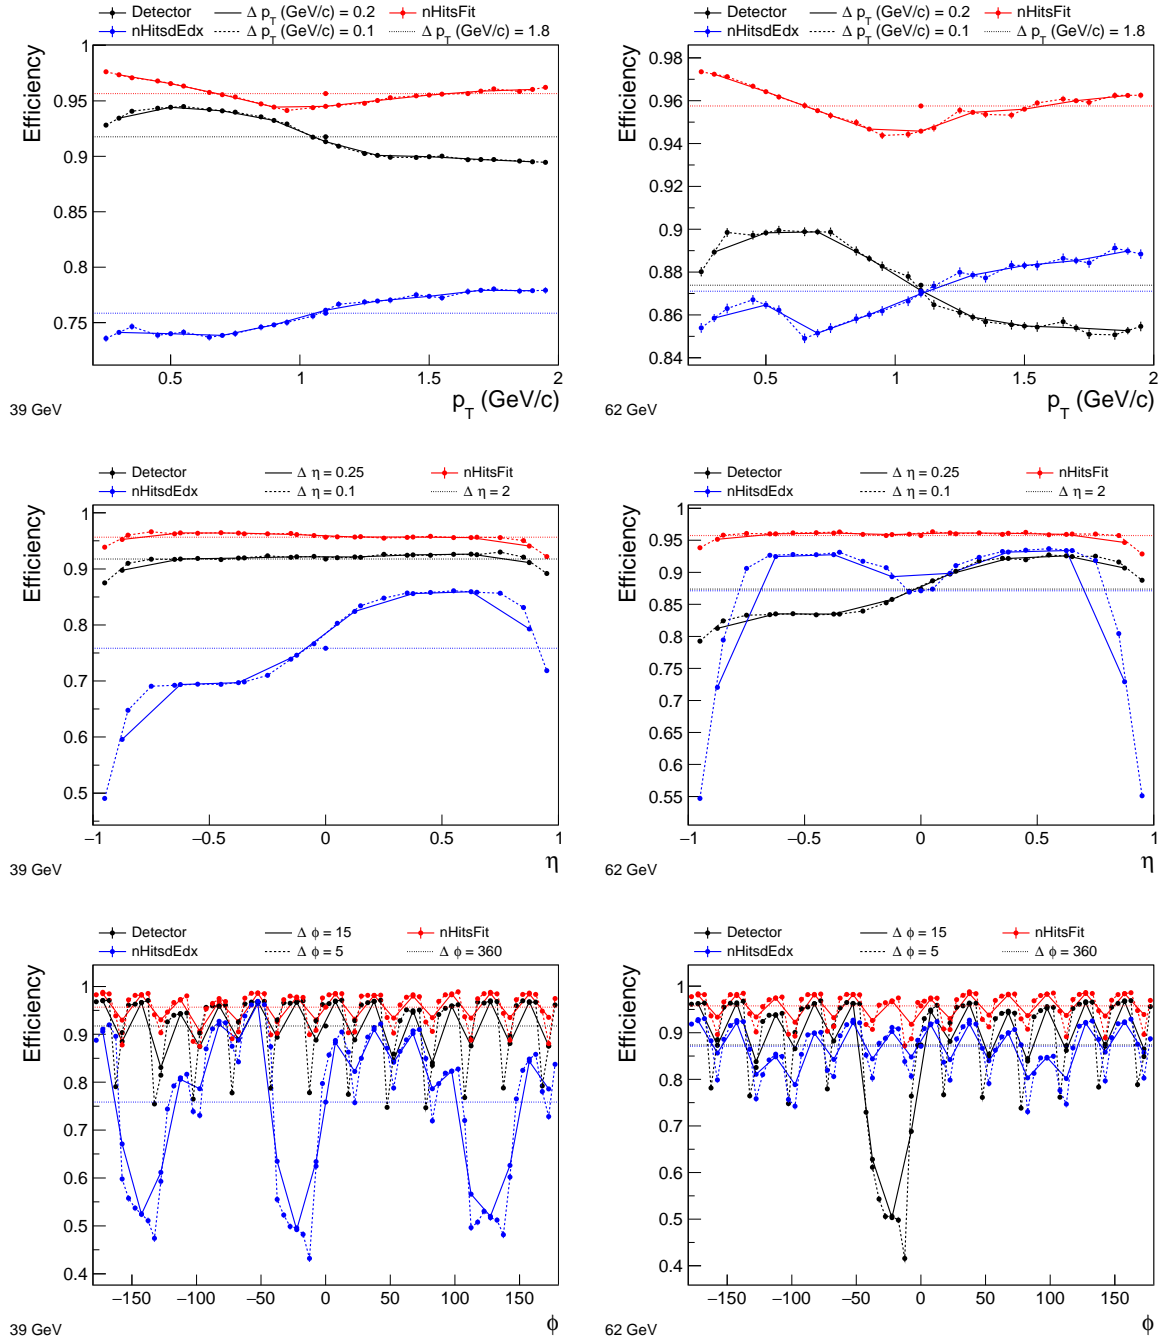 Detector Δ p_T (GeV/c) = 0.2 nHitsFit
nHitsdEdx Δ p_T (GeV/c) = 0.1 Δ p_T (GeV/c) = 1.8
Efficiency
1
0.95
0.9
0.85
0.8
0.75
0.5 1 1.5 2
p_T (GeV/c)
39 GeV
Detector Δ p_T (GeV/c) = 0.2 nHitsFit
nHitsdEdx Δ p_T (GeV/c) = 0.1 Δ p_T (GeV/c) = 1.8
Efficiency
0.98
0.96
0.94
0.92
0.9
0.88
0.86
0.84
0.5 1 1.5 2
p_T (GeV/c)
62 GeV
Detector Δ η = 0.25 nHitsFit
nHitsdEdx Δ η = 0.1 Δ η = 2
Efficiency
1
0.9
0.8
0.7
0.6
0.5
−1 −0.5 0 0.5 1
η
39 GeV
Detector Δ η = 0.25 nHitsFit
nHitsdEdx Δ η = 0.1 Δ η = 2
Efficiency
1
0.95
0.9
0.85
0.8
0.75
0.7
0.65
0.6
0.55
−1 −0.5 0 0.5 1
η
62 GeV
Detector Δ φ = 15 nHitsFit
nHitsdEdx Δ φ = 5 Δ φ = 360
Efficiency
1
0.9
0.8
0.7
0.6
0.5
0.4
−150 −100 −50 0 50 100 150
φ
39 GeV
Detector Δ φ = 15 nHitsFit
nHitsdEdx Δ φ = 5 Δ φ = 360
Efficiency
1
0.9
0.8
0.7
0.6
0.5
0.4
−150 −100 −50 0 50 100 150
φ
62 GeV